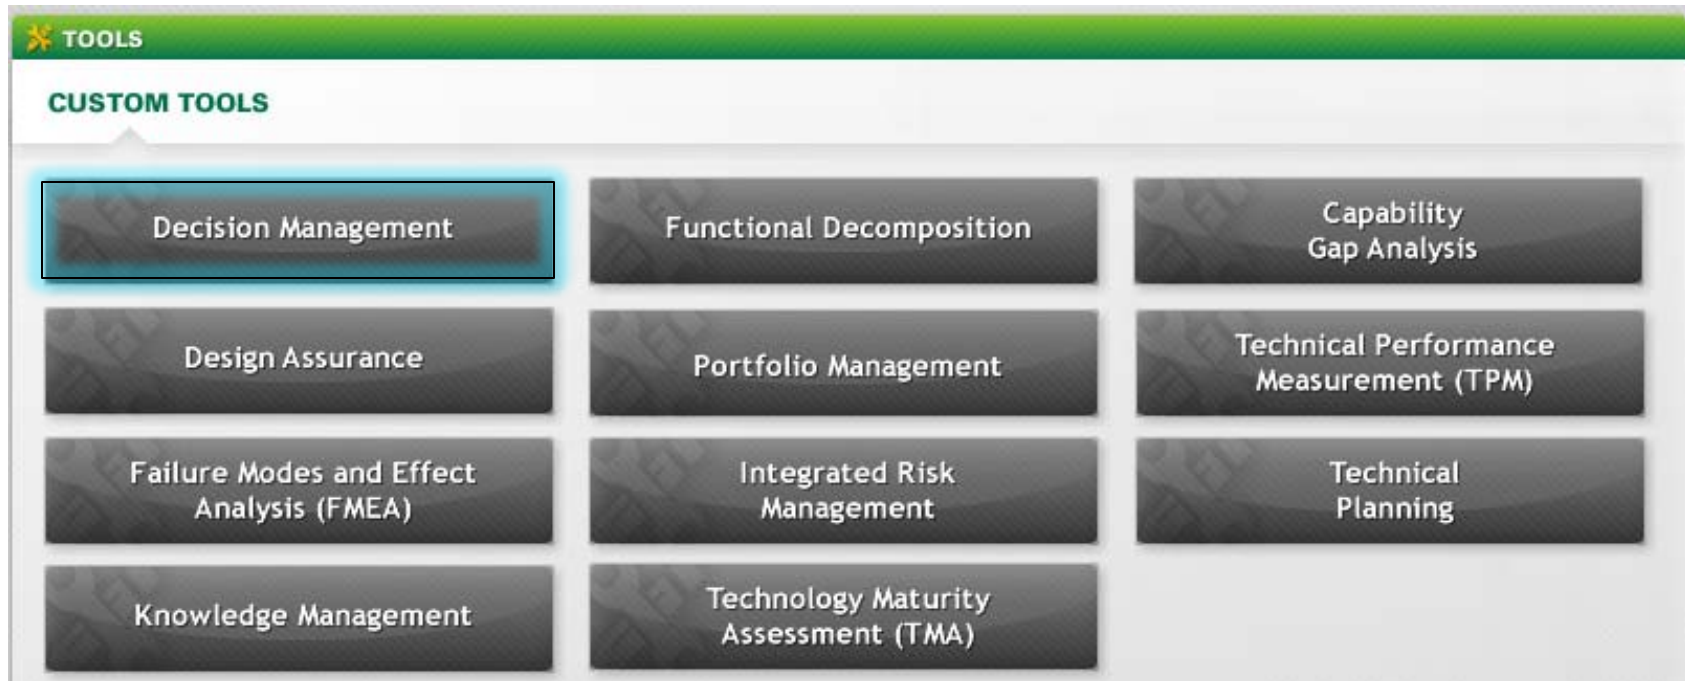 TOOLS
CUSTOM TOOLS
Decision Management
Functional Decomposition
Capability
Gap Analysis
Design Assurance
Portfolio Management
Technical Performance
Measurement (TPM)
Failure Modes and Effect
Analysis (FMEA)
Integrated Risk
Management
Technical
Planning
Knowledge Management
Technology Maturity
Assessment (TMA)